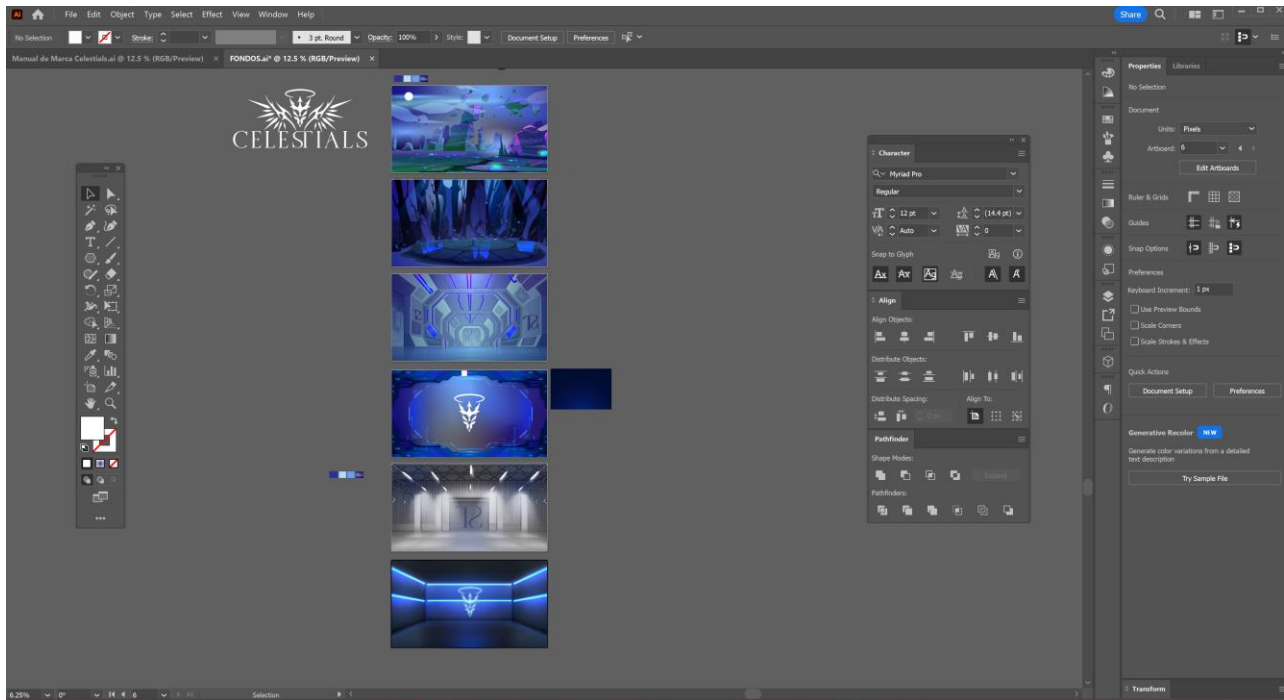 Ai File Edit Object Type Select Effect View Window Help Share
No Selection Stroke: 3 pt. Round Opacity: 100% Style: Document Setup Preferences
Manual de Marca Celestials.ai @ 12.5 % (RGB/Preview) × FONDOS.ai* @ 12.5 % (RGB/Preview) ×
CELESTIALS
Character
Myriad Pro
Regular
12 pt (14.4 pt)
Auto 0
Snap to Glyph
Align
Align Objects:
Distribute Objects:
Distribute Spacing: Align To:
0 px
Pathfinder
Shape Modes:
Expand
Pathfinders:
Properties Libraries
No Selection
Document
Units: Pixels
Artboard: 6
Edit Artboards
Ruler & Grids
Guides
Snap Options
Preferences
Keyboard Increment: 1 px
Use Preview Bounds
Scale Corners
Scale Strokes & Effects
Quick Actions
Document Setup Preferences
Generative Recolor NEW
Generate color variations from a detailed
text description
Try Sample File
Transform
6.25% 0° 6 Selection